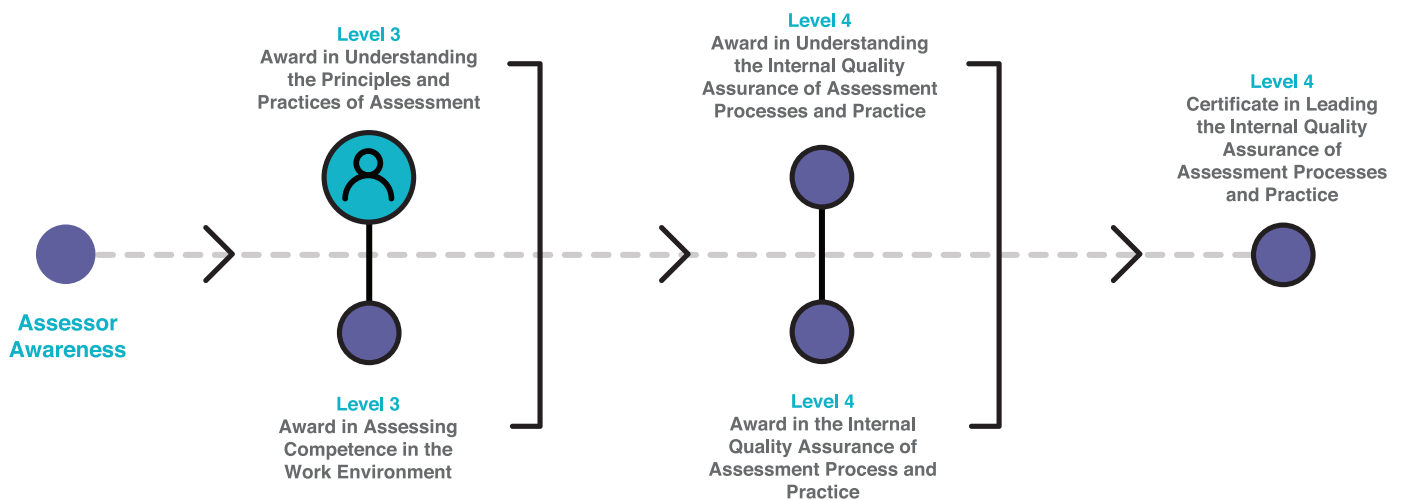 Assessor
Awareness
Level 3
Award in Understanding
the Principles and
Practices of Assessment
Level 3
Award in Assessing
Competence in the
Work Environment
Level 4
Award in Understanding
the Internal Quality
Assurance of Assessment
Processes and Practice
Level 4
Award in the Internal
Quality Assurance of
Assessment Process and
Practice
Level 4
Certificate in Leading
the Internal Quality
Assurance of
Assessment Processes
and Practice